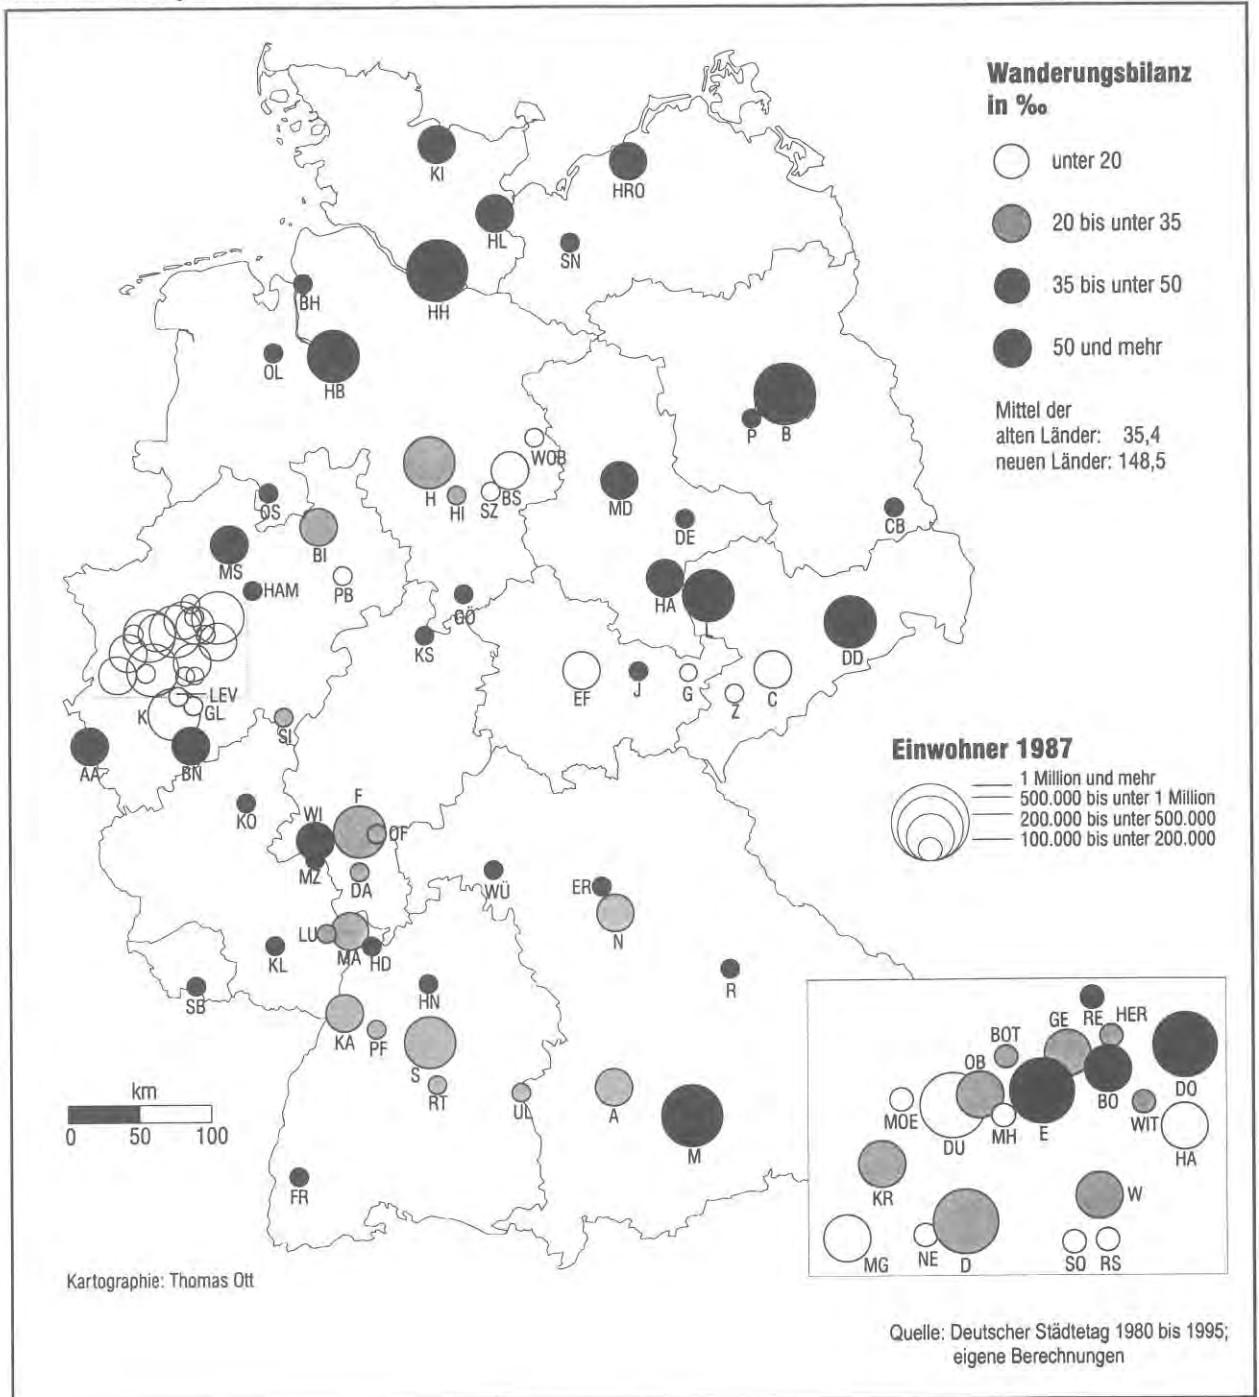 Wanderungsbilanz
in ‰
unter 20
20 bis unter 35
35 bis unter 50
50 und mehr
Mittel der
alten Länder: 35,4
neuen Länder: 148,5
KI
HRO
HL
SN
HH
BH
OL
HB
P
B
WOB
H
HI
SZ
BS
MD
DE
CB
OS
BI
MS
HAM
PB
GÖ
KS
HA
L
DD
EF
J
G
Z
C
LEV
K
GL
SI
AA
BN
Einwohner 1987
1 Million und mehr
500.000 bis unter 1 Million
200.000 bis unter 500.000
100.000 bis unter 200.000
KO
WI
F
OF
MZ
DA
WÜ
ER
N
LU
MA
HD
KL
SB
HN
R
KA
PF
S
RT
UL
A
M
FR
km
0 50 100
RE
HER
GE
BOT
OB
DO
BO
MOE
DU
MH
E
WIT
HA
KR
W
MG
NE
D
SO
RS
Kartographie: Thomas Ott
Quelle: Deutscher Städtetag 1980 bis 1995;
eigene Berechnungen